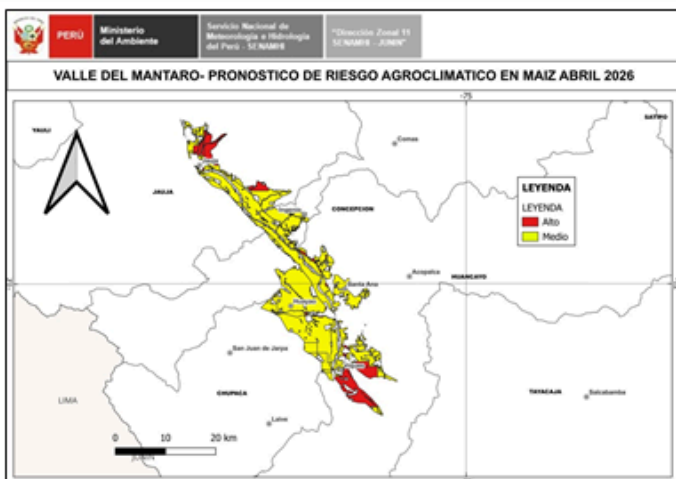 PERÚ
Ministerio
del Ambiente
Servicio Nacional de
Meteorología e Hidrología
del Perú - SENAMHI
"Dirección Zonal 11
SENAMHI - JUNIN"
VALLE DEL MANTARO- PRONOSTICO DE RIESGO AGROCLIMATICO EN MAIZ ABRIL 2026
-75
YAULI
SATIPO
Comas
JAUJA
CONCEPCION
LEYENDA
LEYENDA
Alto
Medio
Acopalca
HUANCAYO
Santa Ana
San Juan de Jarpa
CHUPACA
LIMA
TAYACAJA
Salcabamba
Laive
0 10 20 km
JUNIN